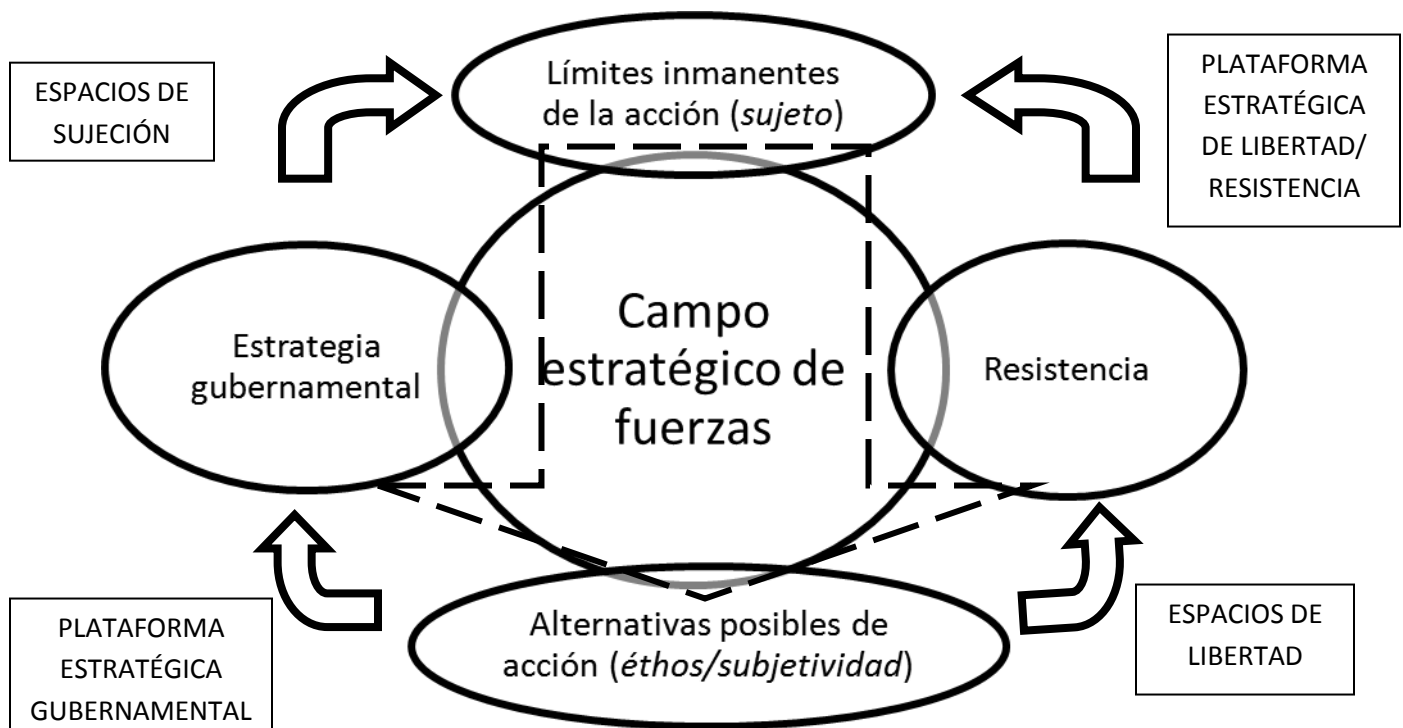 Límites inmanentes
de la acción (sujeto)
ESPACIOS DE
SUJECIÓN
PLATAFORMA
ESTRATÉGICA
DE LIBERTAD/
RESISTENCIA
Estrategia
gubernamental
Campo
estratégico de
fuerzas
Resistencia
PLATAFORMA
ESTRATÉGICA
GUBERNAMENTAL
Alternativas posibles de
acción (éthos/subjetividad)
ESPACIOS DE
LIBERTAD